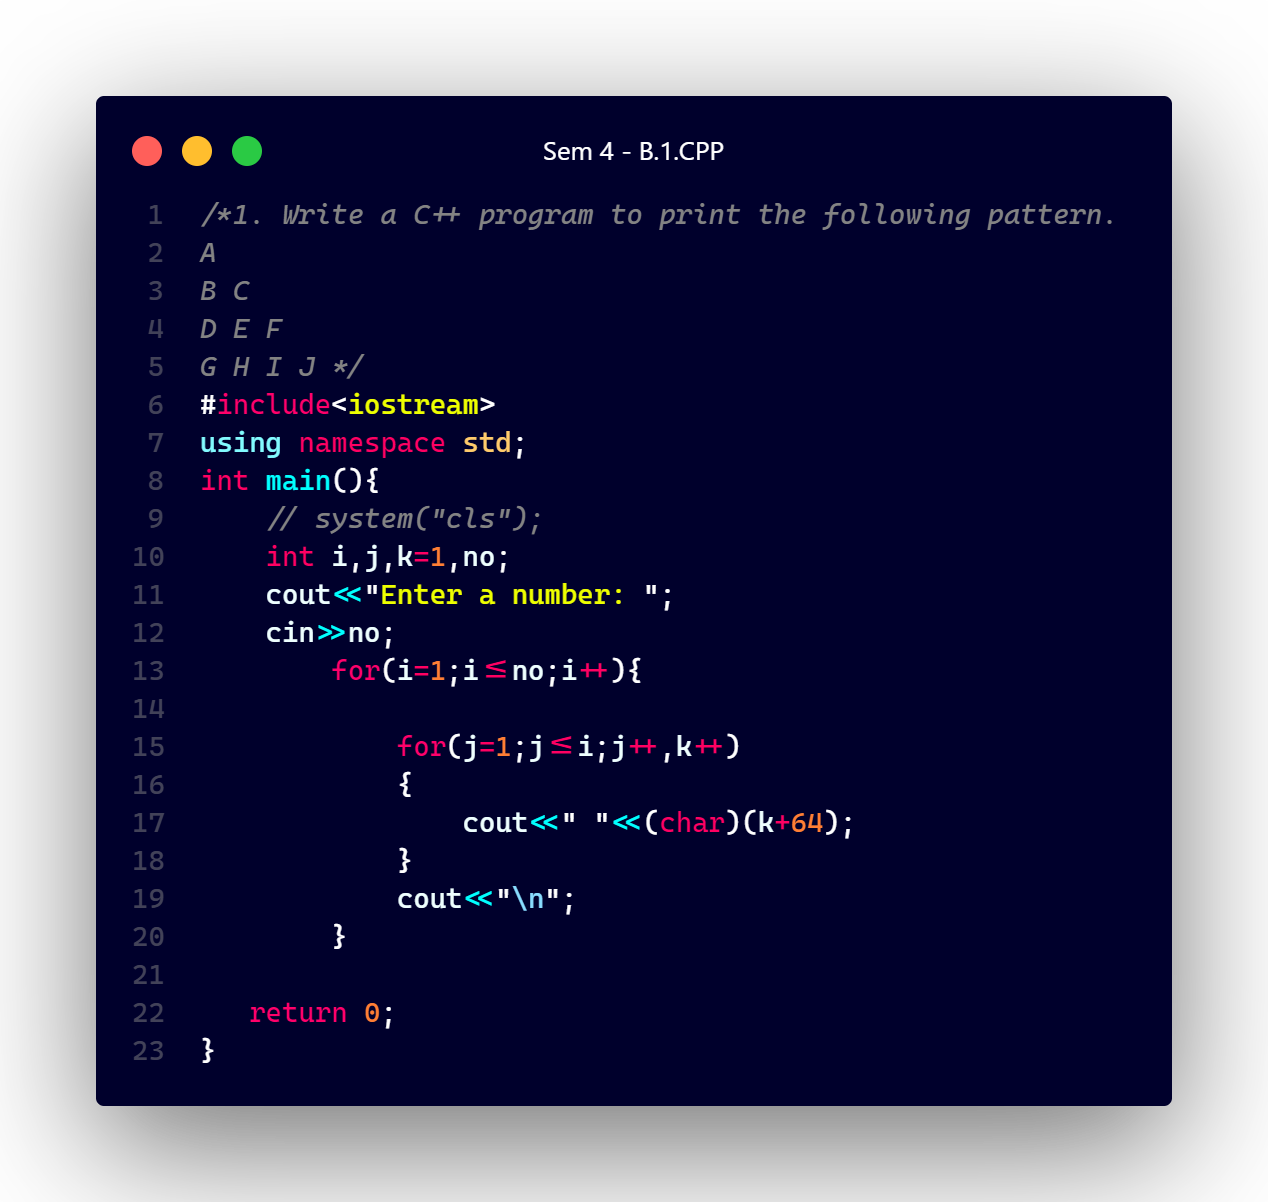 Sem 4 - B.1.CPP
1 /*1. Write a C++ program to print the following pattern.
2 A
3 B C
4 D E F
5 G H I J */
6 #include<iostream>
7 using namespace std;
8 int main(){
9     // system("cls");
10     int i,j,k=1,no;
11     cout<<"Enter a number: ";
12     cin>>no;
13         for(i=1;i<=no;i++){
14
15             for(j=1;j<=i;j++,k++)
16             {
17                 cout<<" "<<(char)(k+64);
18             }
19             cout<<"\n";
20         }
21
22    return 0;
23 }